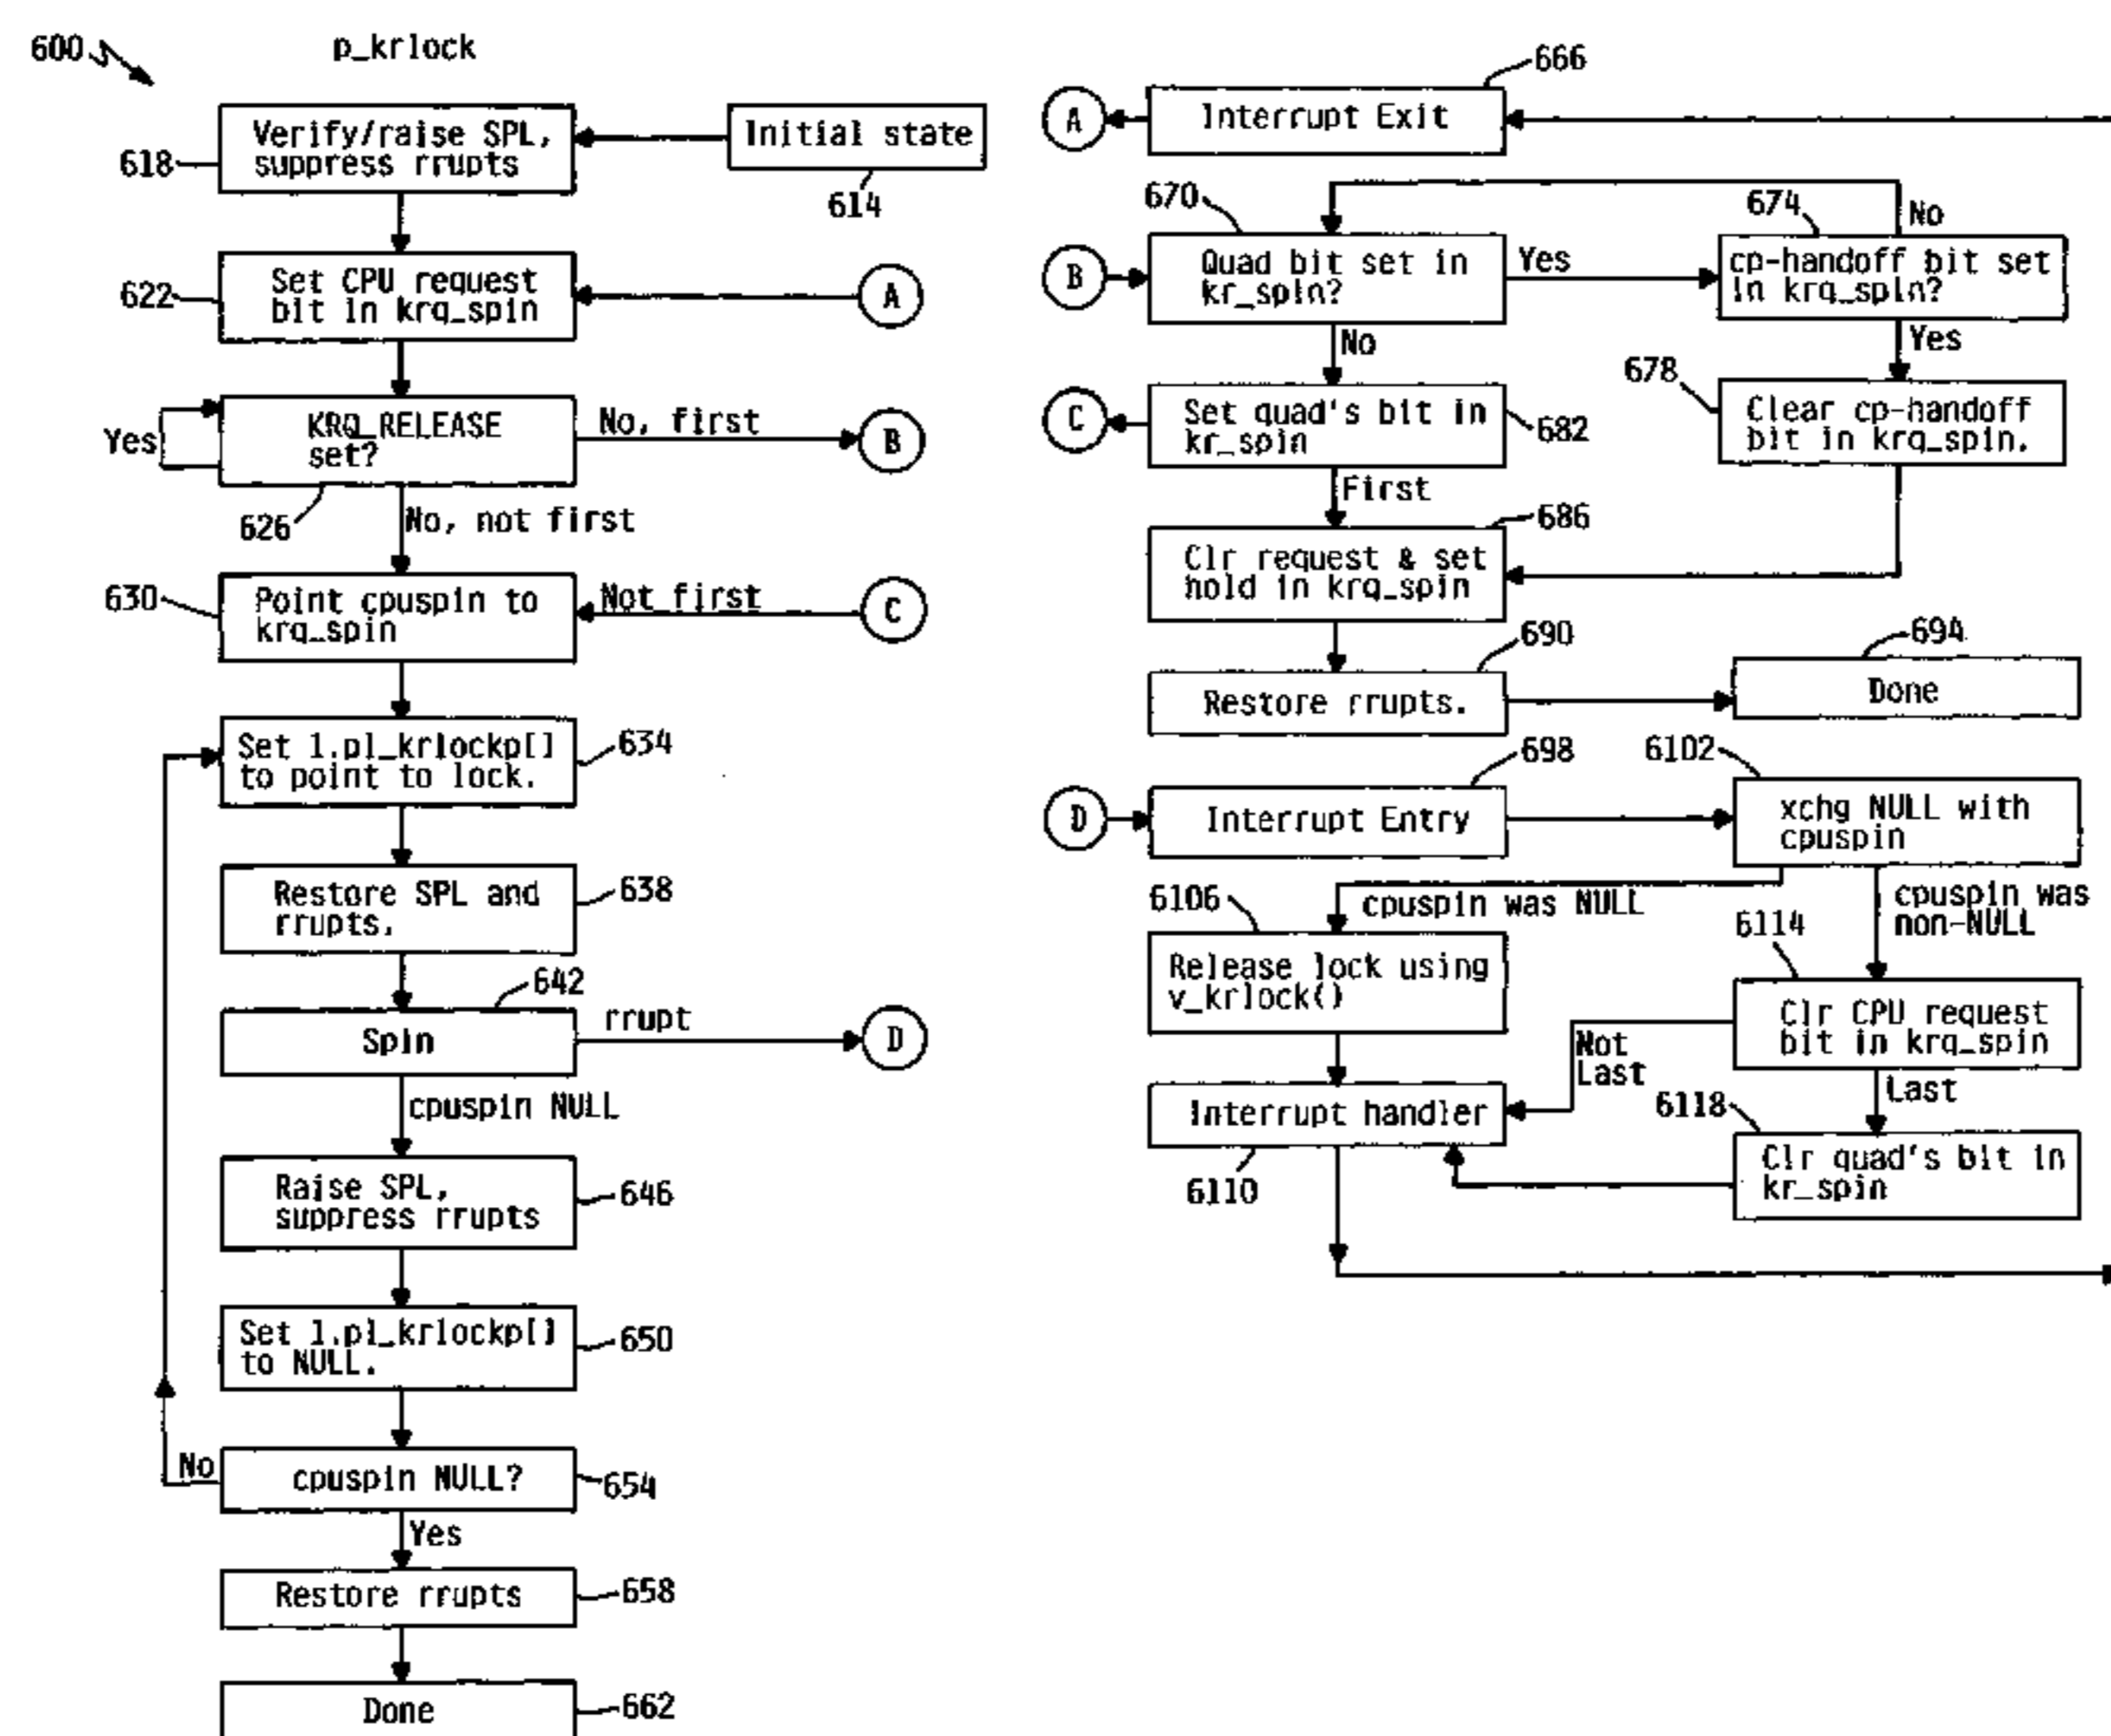 600
p_krlock
Verify/raise SPL,
suppress rrupts
618
Initial state
614
Set CPU request
bit in krq_spin
622
A
KRQ_RELEASE
set?
Yes
No, first
B
626
No, not first
Point cpuspin to
krq_spin
630
Not first
C
Set l.pl_krlockp[]
to point to lock.
634
Restore SPL and
rrupts.
638
642
Spin
rrupt
D
cpuspin NULL
Raise SPL,
suppress rrupts
646
Set l.pl_krlockp[]
to NULL.
650
cpuspin NULL?
654
No
Yes
Restore rrupts
658
Done
662
666
A
Interrupt Exit
670
674
No
B
Quad bit set in
kr_spin?
Yes
cp-handoff bit set
in krq_spin?
No
Yes
678
C
Set quad's bit in
kr_spin
682
Clear cp-handoff
bit in krq_spin.
First
686
Clr request & set
hold in krq_spin
690
694
Restore rrupts.
Done
698
6102
D
Interrupt Entry
xchg NULL with
cpuspin
6106
cpuspin was NULL
cpuspin was
non-NULL
6114
Release lock using
v_krlock()
Clr CPU request
bit in krq_spin
Not
Last
Last
6118
Interrupt handler
6110
Clr quad's bit in
kr_spin